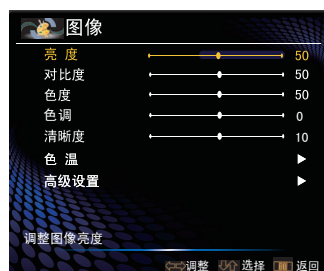 图像
亮度 50
对比度 50
色度 50
色调 0
清晰度 10
色温
高级设置
调整图像亮度
调整 选择 返回